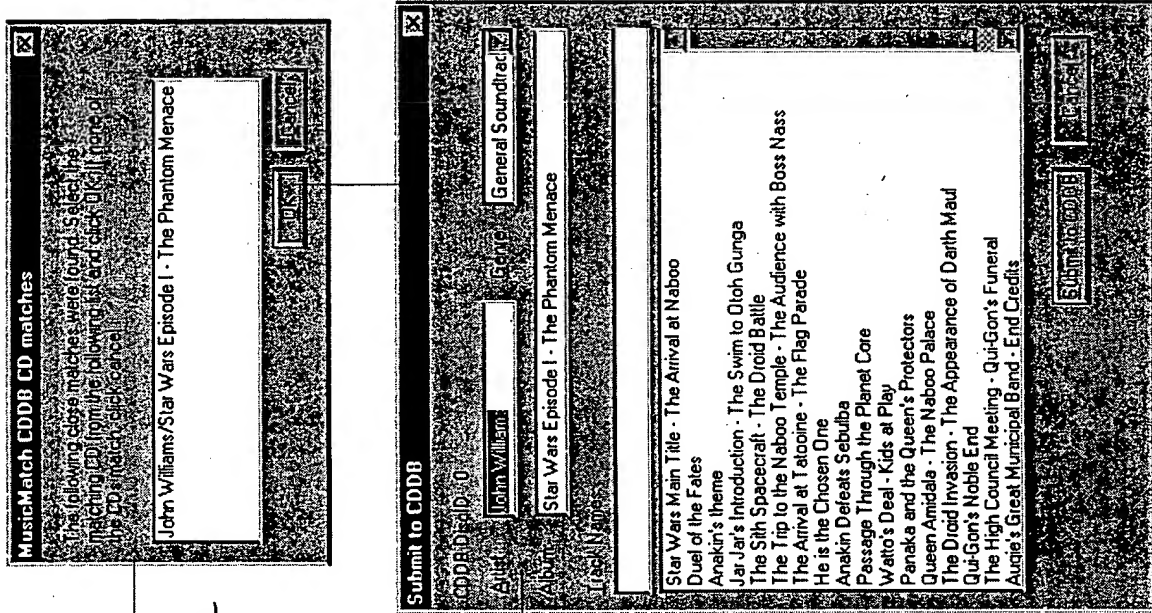 MusicMatch CDDB CD matches
The following close matches were found. Select the
matching CD from the following list and click OK. If none of
the CDs match click cancel.
John Williams/Star Wars Episode I - The Phantom Menace
OK
Cancel
Submit to CDDB
CDDB Disc ID: 0
Artist
John William
Genre
General Soundtrac
Album
Star Wars Episode I - The Phantom Menace
Track Name
Star Wars Main Title - The Arrival at Naboo
Duel of the Fates
Anakin's theme
Jar Jar's Introduction - The Swim to Otoh Gunga
The Sith Spacecraft - The Droid Battle
The Trip to the Naboo Temple - The Audience with Boss Nass
The Arrival at Tatooine - The Flag Parade
He is the Chosen One
Anakin Defeats Sebulba
Passage Through the Planet Core
Watto's Deal - Kids at Play
Panaka and the Queen's Protectors
Queen Amidala - The Naboo Palace
The Droid Invasion - The Appearance of Darth Maul
Qui-Gon's Noble End
The High Council Meeting - Qui-Gon's Funeral
Augie's Great Municipal Band - End Credits
Submit to CDDB
Cancel